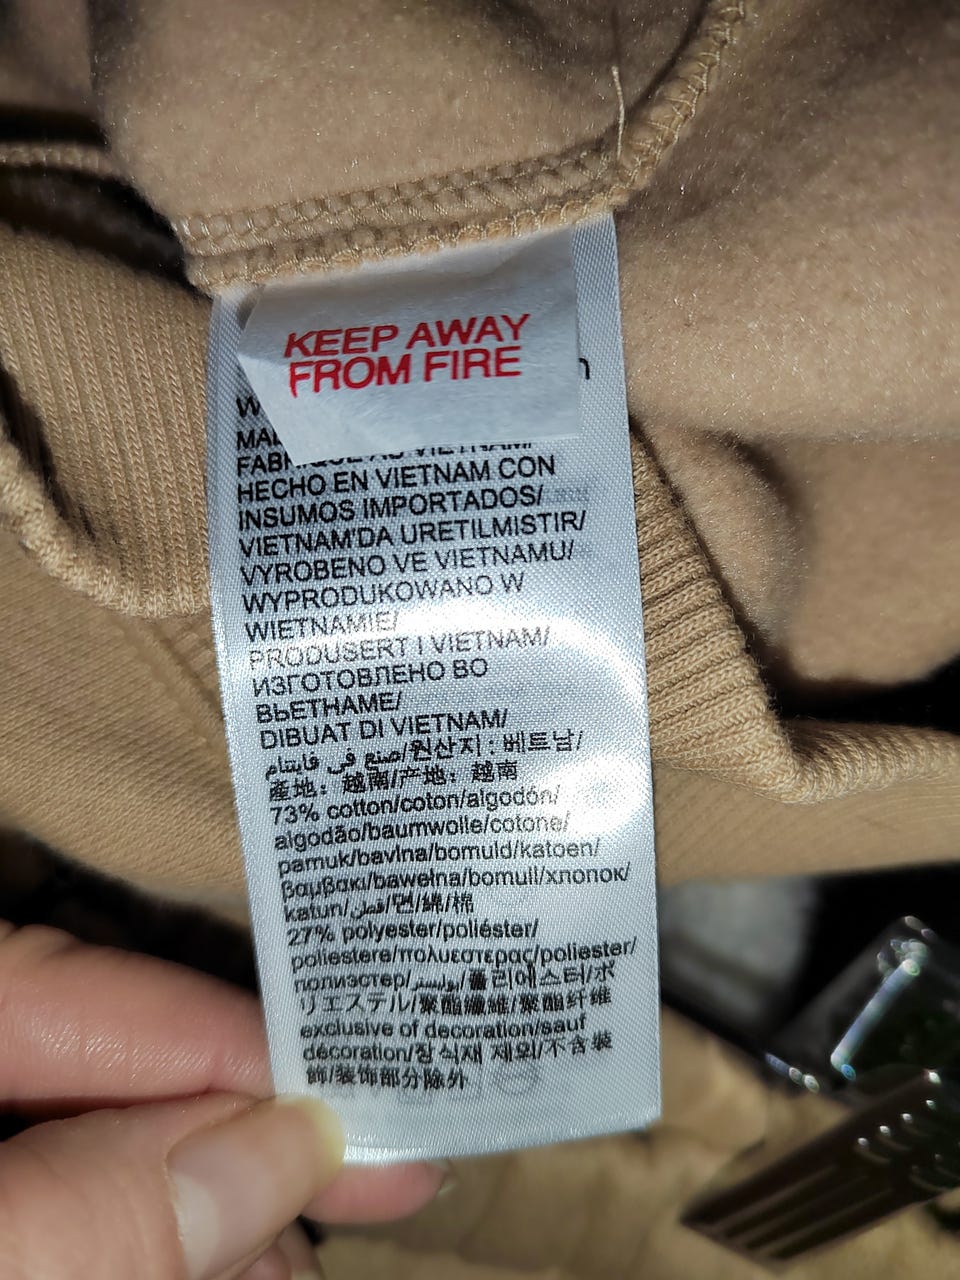 KEEP AWAY
FROM FIRE
HECHO EN VIETNAM CON
INSUMOS IMPORTADOS/
VIETNAM'DA URETILMISTIR/
VYROBENO VE VIETNAMU/
WYPRODUKOWANO W
WIETNAMIE/
PRODUSERT I VIETNAM/
ИЗГОТОВЛЕНО ВО
ВЬЕТНАМЕ/
DIBUAT DI VIETNAM/
صنع في فايتنام/원산지 : 베트남/
產地：越南/产地：越南
73% cotton/coton/algodón/
algodão/baumwolle/cotone/
pamuk/bavlna/bomuld/katoen/
βαμβακι/bawełna/bomull/хлопок/
katun/قطن/면/綿/棉
27% polyester/poliéster/
poliestere/πολυεστερας/poliester/
полиэстер/بوليستر/폴리에스터/ポ
リエステル/聚酯纖維/聚酯纤维
exclusive of decoration/sauf
décoration/장식재 제외/不含裝
飾/装饰部分除外